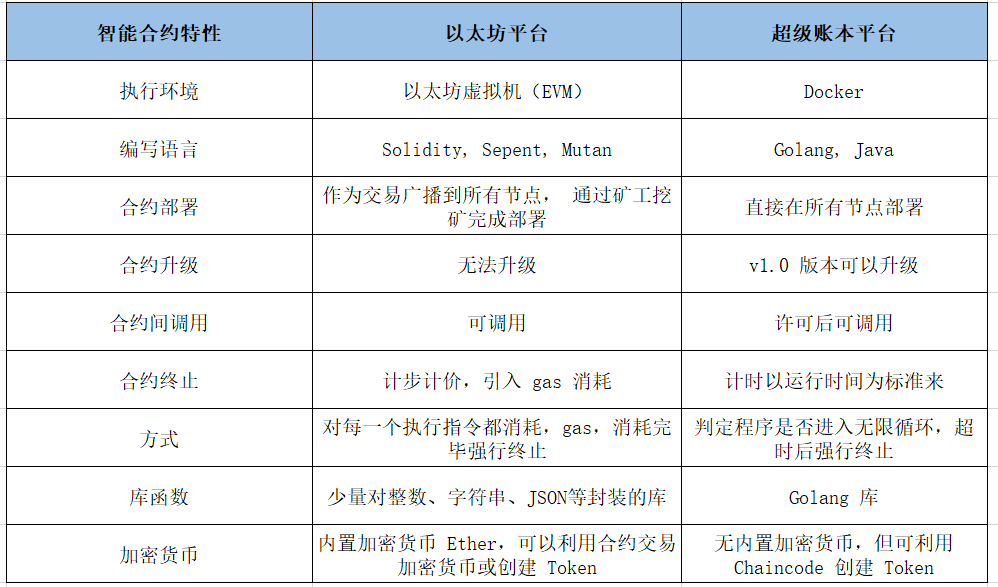 智能合约特性 以太坊平台 超级账本平台
执行环境 以太坊虚拟机（EVM） Docker
编写语言 Solidity, Sepent, Mutan Golang, Java
合约部署 作为交易广播到所有节点， 通过矿工挖 直接在所有节点部署
矿完成部署
合约升级 无法升级 v1.0 版本可以升级
合约间调用 可调用 许可后可调用
合约终止 计步计价，引入 gas 消耗 计时以运行时间为标准来
方式 对每一个执行指令都消耗，gas，消耗完 判定程序是否进入无限循环，超
毕强行终止 时后强行终止
库函数 少量对整数、字符串、JSON等封装的库 Golang 库
加密货币 内置加密货币 Ether，可以利用合约交易 无内置加密货币，但可利用
加密货币或创建 Token Chaincode 创建 Token